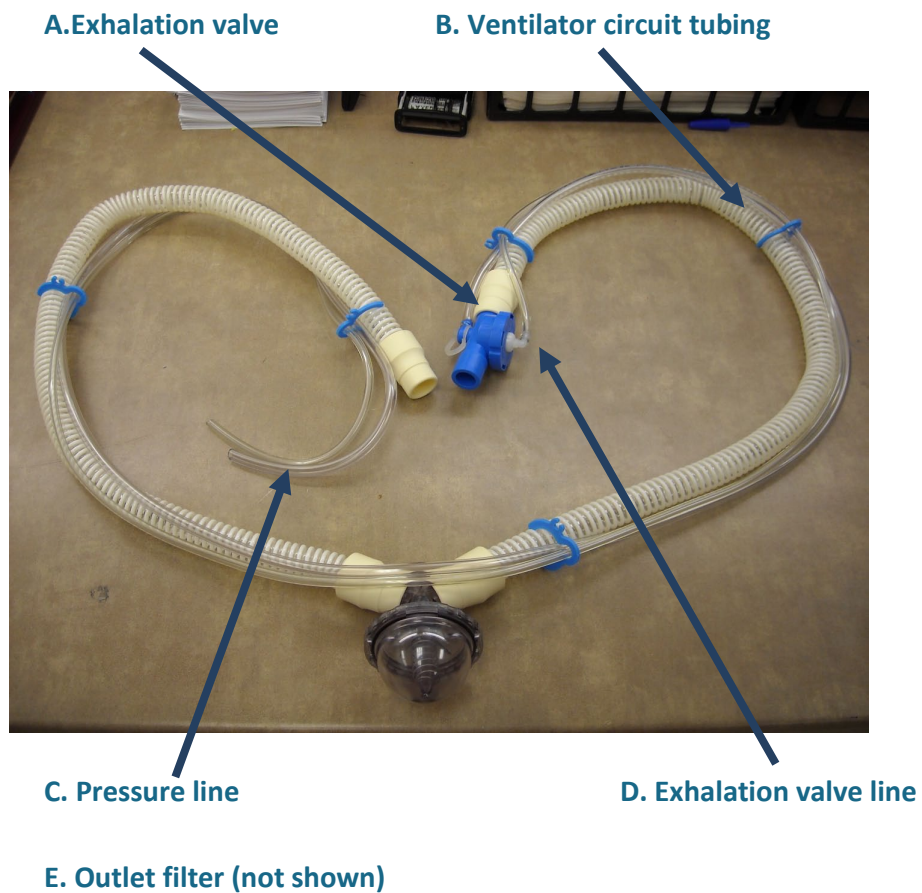 A.Exhalation valve
B. Ventilator circuit tubing
C. Pressure line
D. Exhalation valve line
E. Outlet filter (not shown)